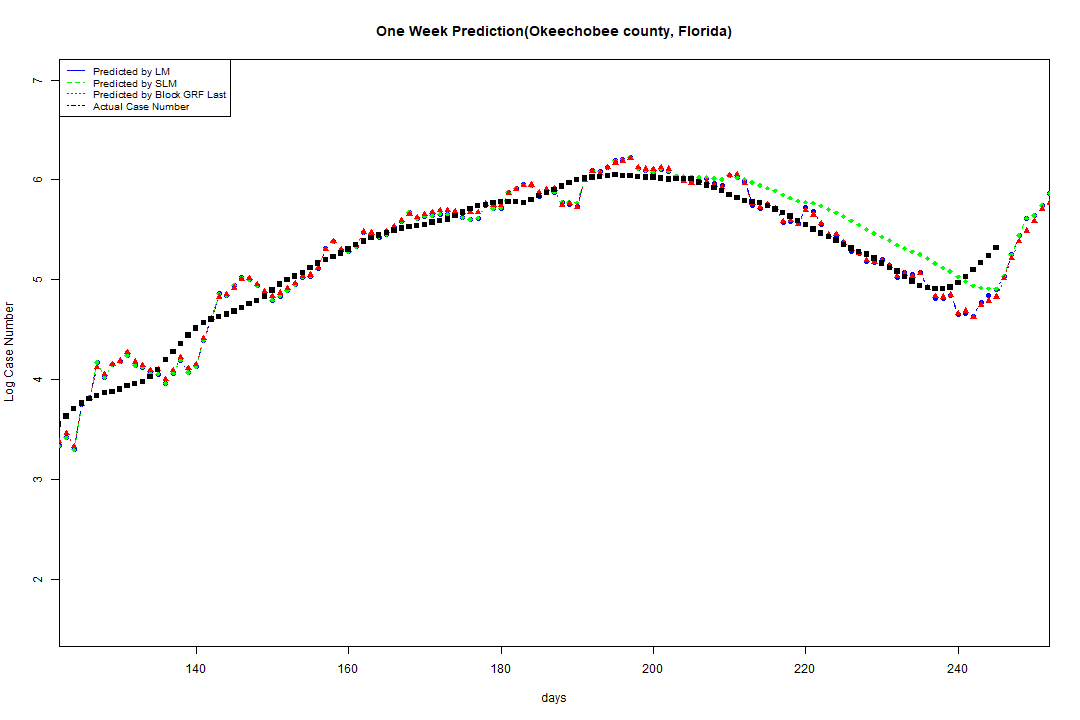 One Week Prediction(Okeechobee county, Florida)
Predicted by LM
Predicted by SLM
Predicted by Block GRF Last
Actual Case Number
7
6
5
4
3
2
Log Case Number
140 160 180 200 220 240
days